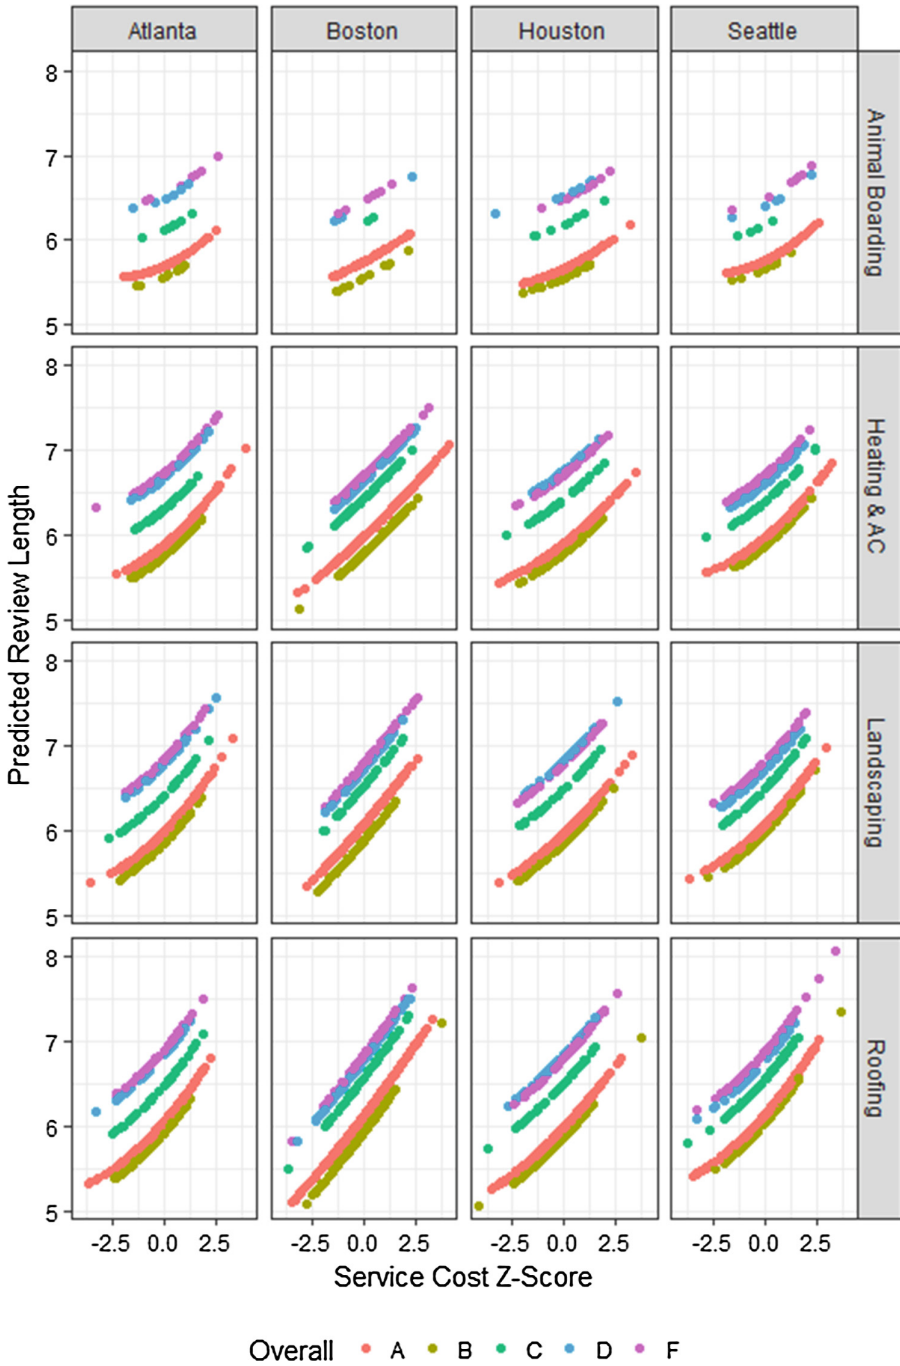 Atlanta Boston Houston Seattle
8
7
6
5
Animal Boarding
8
7
6
5
Heating & AC
8
7
6
5
Landscaping
8
7
6
5
Roofing
Predicted Review Length
-2.5 0.0 2.5 -2.5 0.0 2.5 -2.5 0.0 2.5 -2.5 0.0 2.5
Service Cost Z-Score
Overall A B C D F